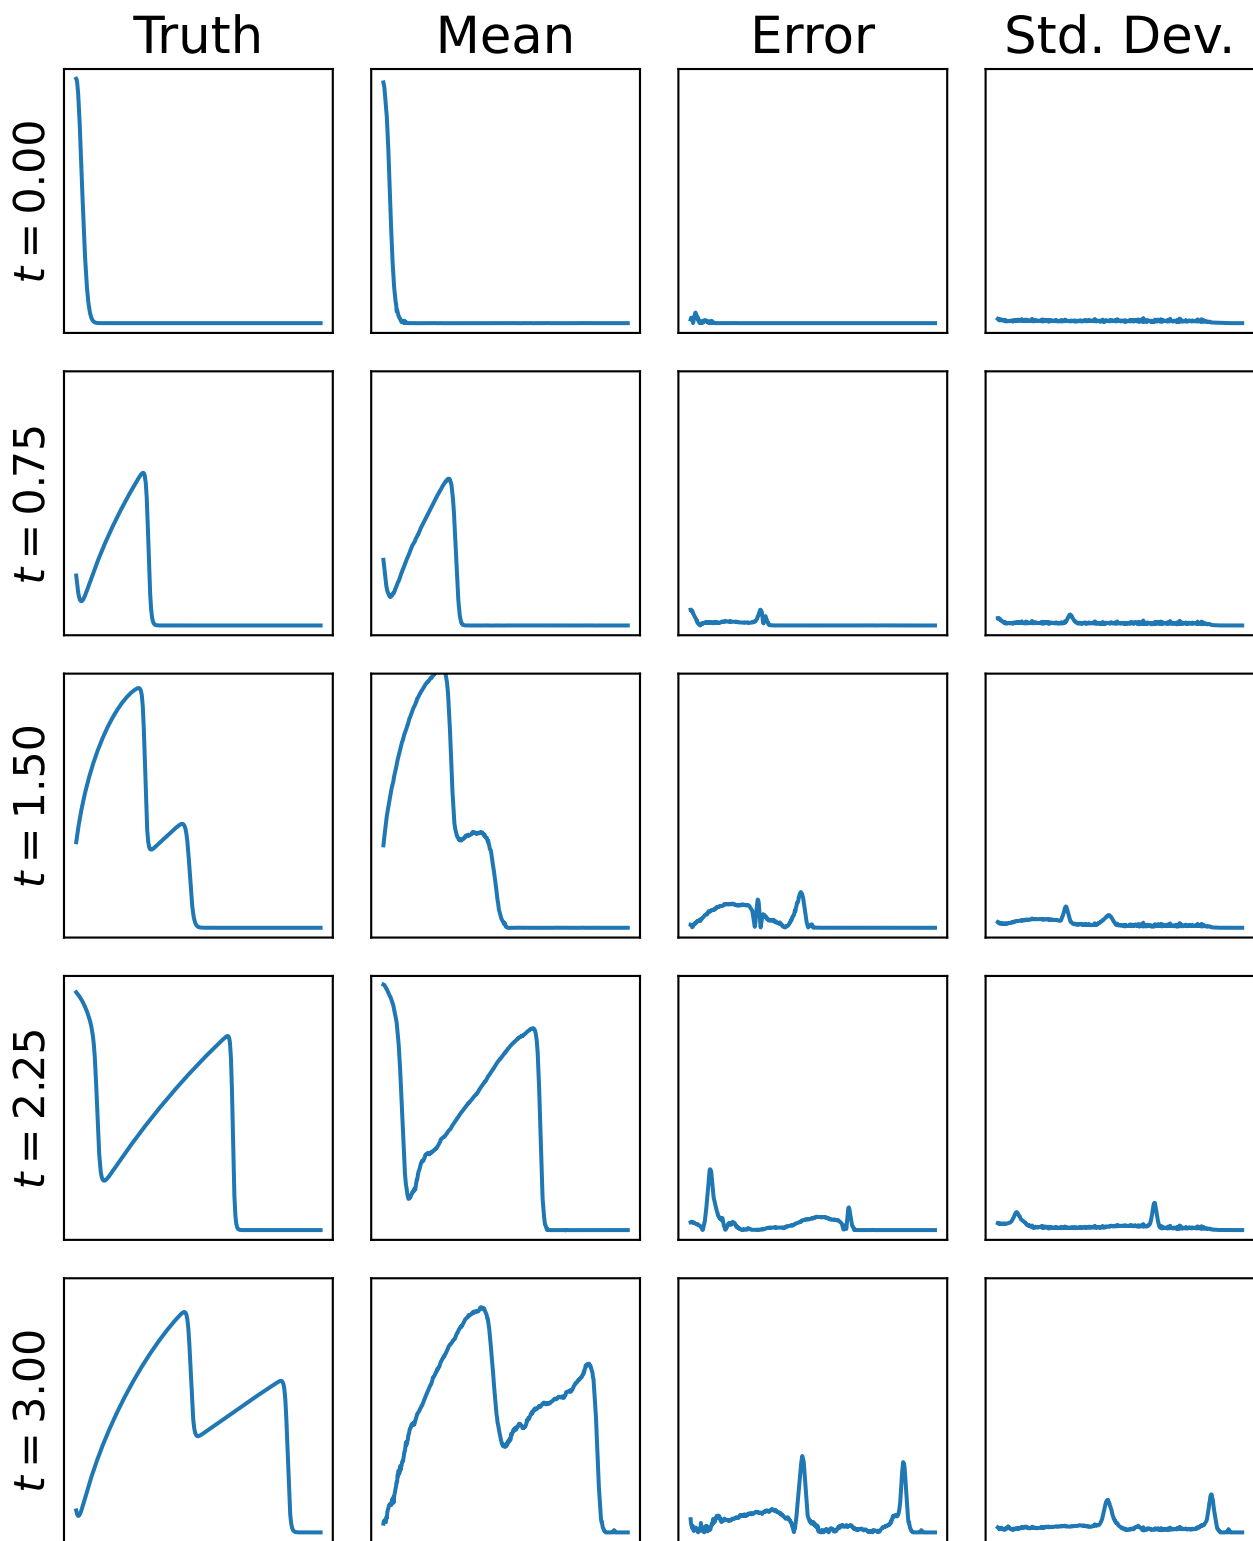 Truth Mean Error Std. Dev.
t = 0.00
t = 0.75
t = 1.50
t = 2.25
t = 3.00